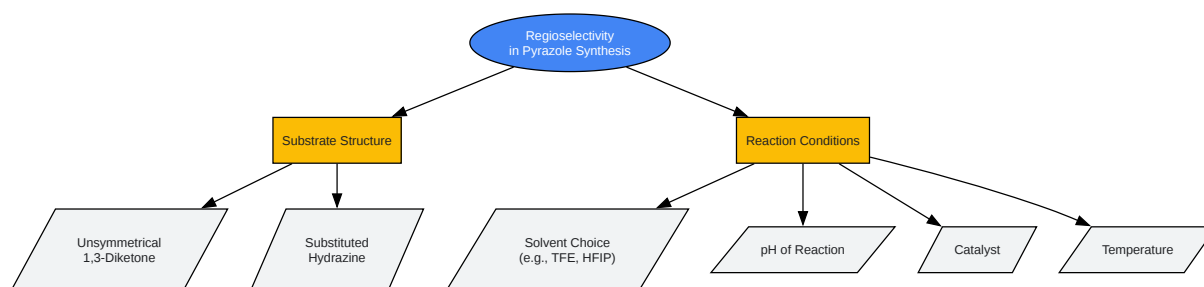 Regioselectivity
in Pyrazole Synthesis
Substrate Structure
Reaction Conditions
Unsymmetrical
1,3-Diketone
Substituted
Hydrazine
Solvent Choice
(e.g., TFE, HFIP)
pH of Reaction
Catalyst
Temperature